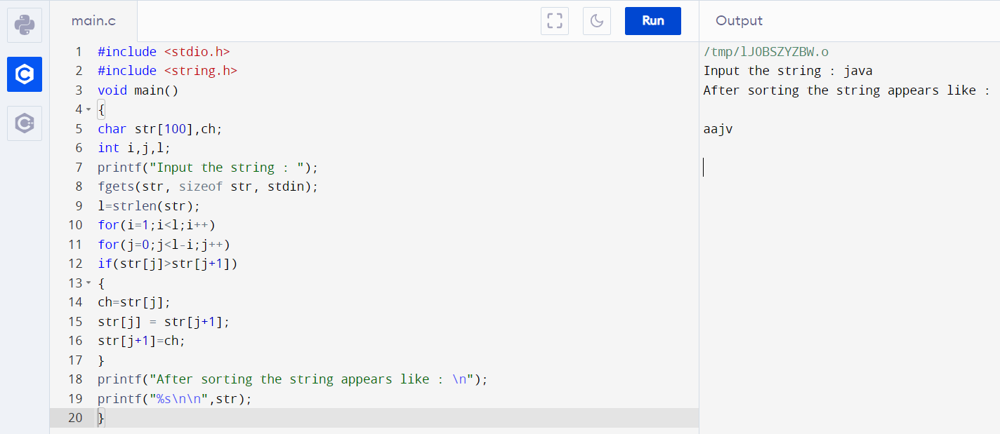 main.c
Run
Output
1 #include <stdio.h>
2 #include <string.h>
3 void main()
4 {
5 char str[100],ch;
6 int i,j,l;
7 printf("Input the string : ");
8 fgets(str, sizeof str, stdin);
9 l=strlen(str);
10 for(i=1;i<l;i++)
11 for(j=0;j<l-i;j++)
12 if(str[j]>str[j+1])
13 {
14 ch=str[j];
15 str[j] = str[j+1];
16 str[j+1]=ch;
17 }
18 printf("After sorting the string appears like : \n");
19 printf("%s\n\n",str);
20 }
/tmp/lJ0BSZYZBW.o
Input the string : java
After sorting the string appears like :
aajv